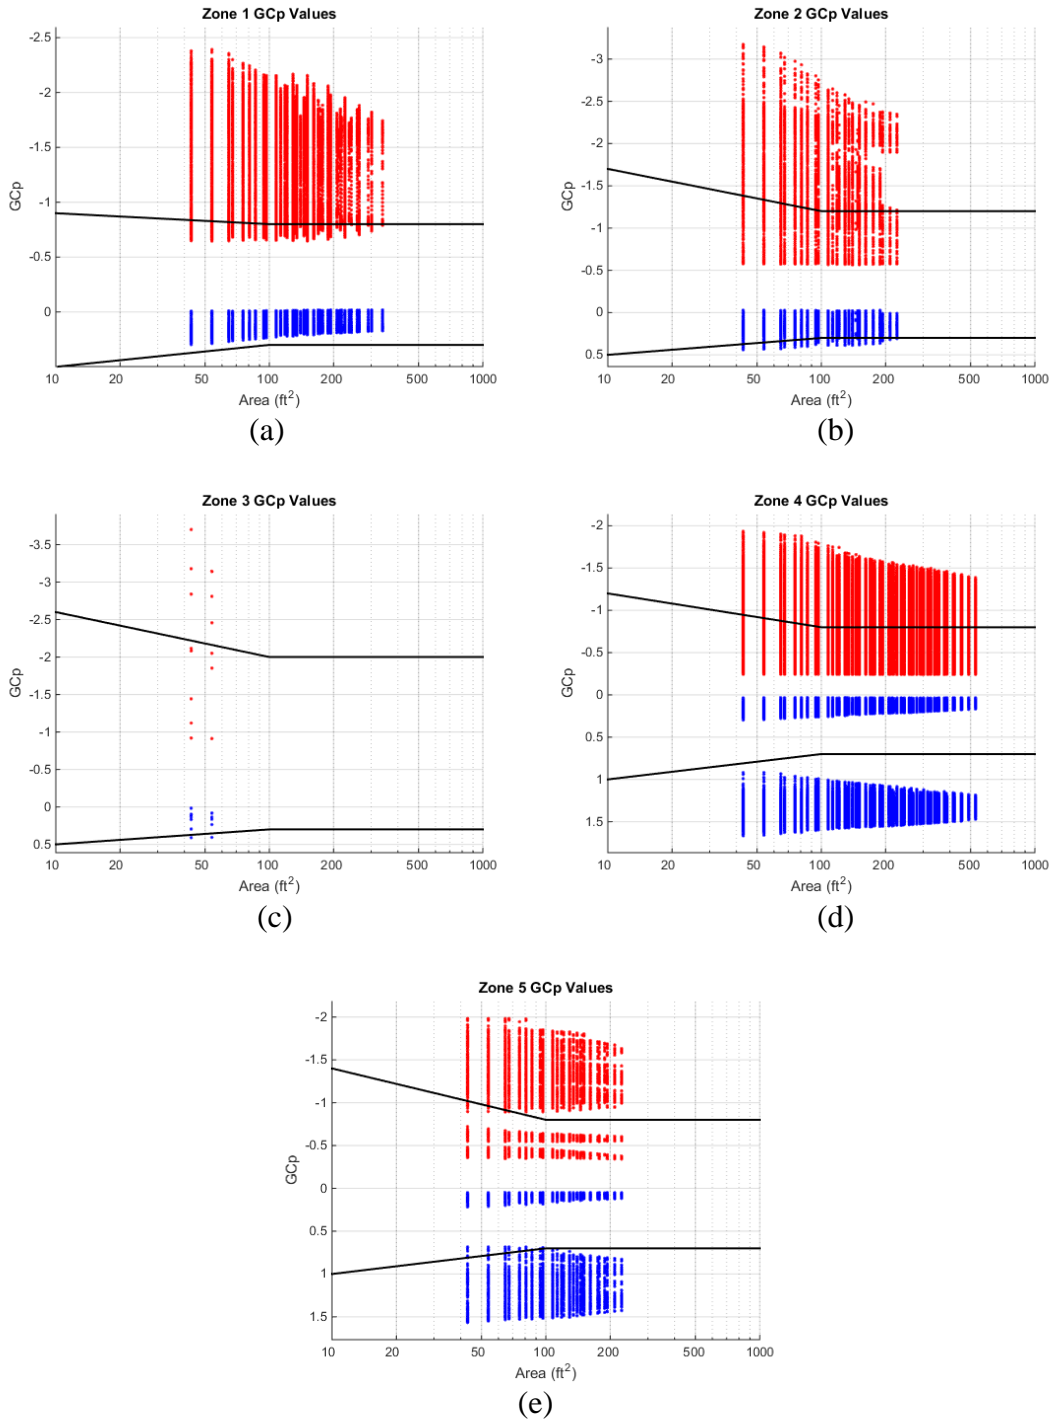 Zone 1 GCp Values
-2.5
-2
-1.5
-1
-0.5
0
GCp
10 20 50 100 200 500 1000
Area (ft²)
(a)
Zone 2 GCp Values
-3
-2.5
-2
-1.5
-1
-0.5
0
0.5
GCp
10 20 50 100 200 500 1000
Area (ft²)
(b)
Zone 3 GCp Values
-3.5
-3
-2.5
-2
-1.5
-1
-0.5
0
0.5
GCp
10 20 50 100 200 500 1000
Area (ft²)
(c)
Zone 4 GCp Values
-2
-1.5
-1
-0.5
0
0.5
1
1.5
GCp
10 20 50 100 200 500 1000
Area (ft²)
(d)
Zone 5 GCp Values
-2
-1.5
-1
-0.5
0
0.5
1
1.5
GCp
10 20 50 100 200 500 1000
Area (ft²)
(e)